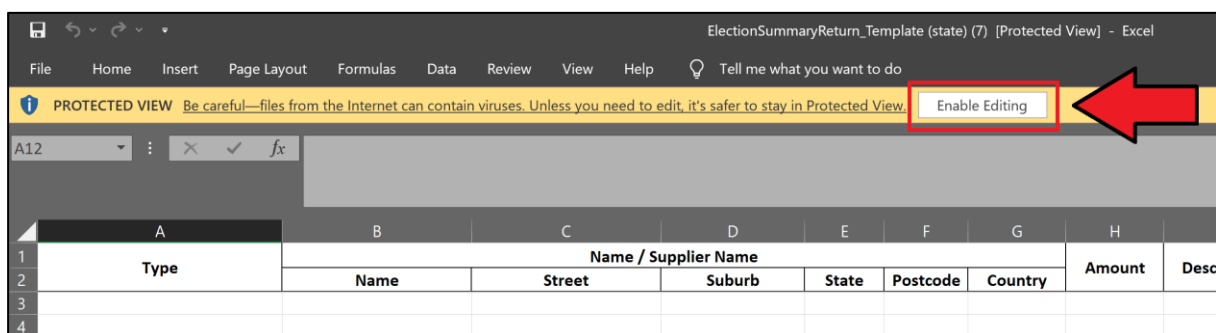 ElectionSummaryReturn_Template (state) (7) [Protected View] - Excel
File Home Insert Page Layout Formulas Data Review View Help Tell me what you want to do
PROTECTED VIEW Be careful—files from the Internet can contain viruses. Unless you need to edit, it's safer to stay in Protected View. Enable Editing
A12 fx
A B C D E F G H
1 Type Name / Supplier Name Amount Desc
2 Name Street Suburb State Postcode Country
3
4